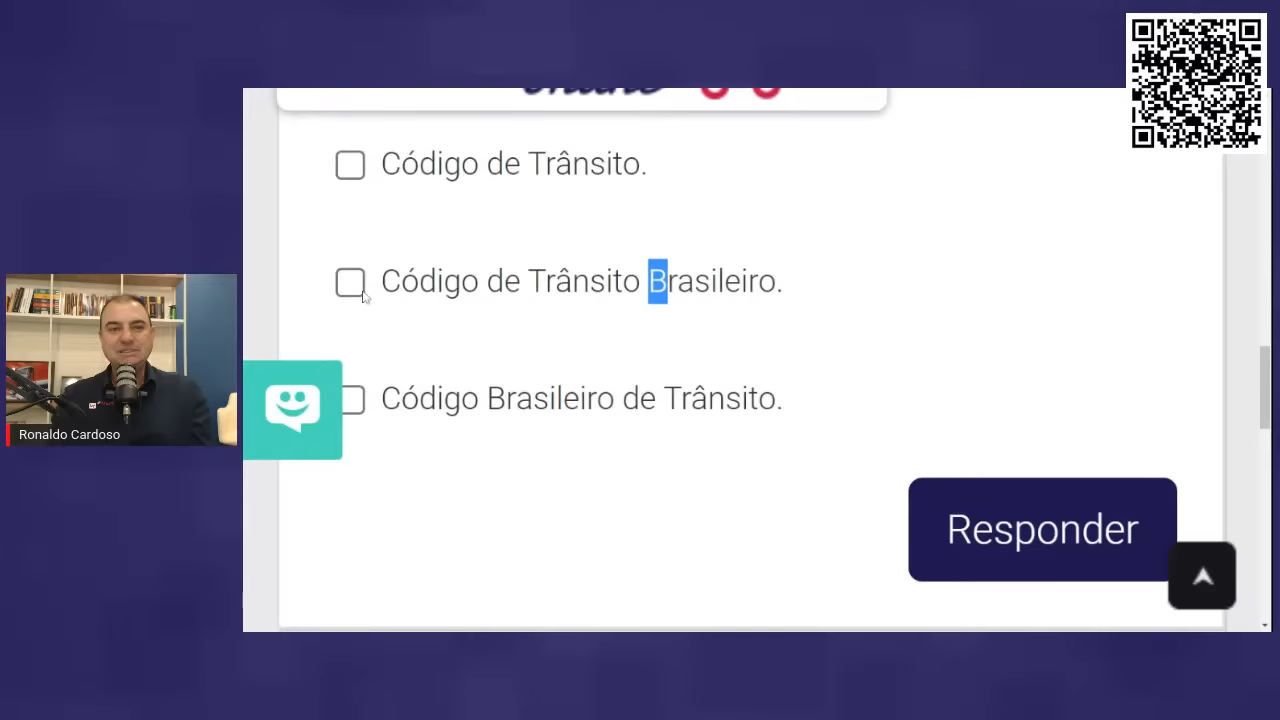 Código de Trânsito.
Código de Trânsito Brasileiro.
Código Brasileiro de Trânsito.
Ronaldo Cardoso
Responder